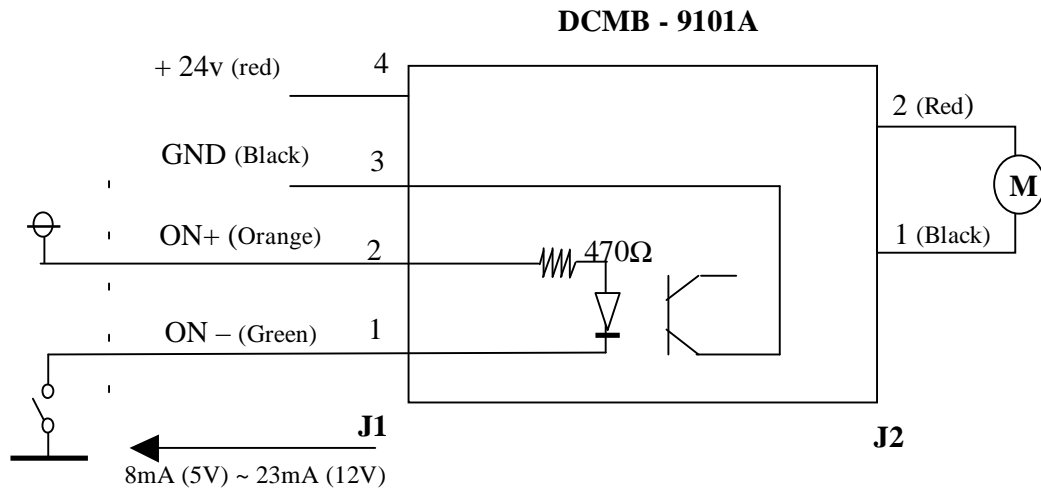 DCMB - 9101A
+ 24v (red)
4
2 (Red)
GND (Black)
3
M
ON+ (Orange)
2
470Ω
1 (Black)
ON – (Green)
1
J1
J2
8mA (5V) ~ 23mA (12V)